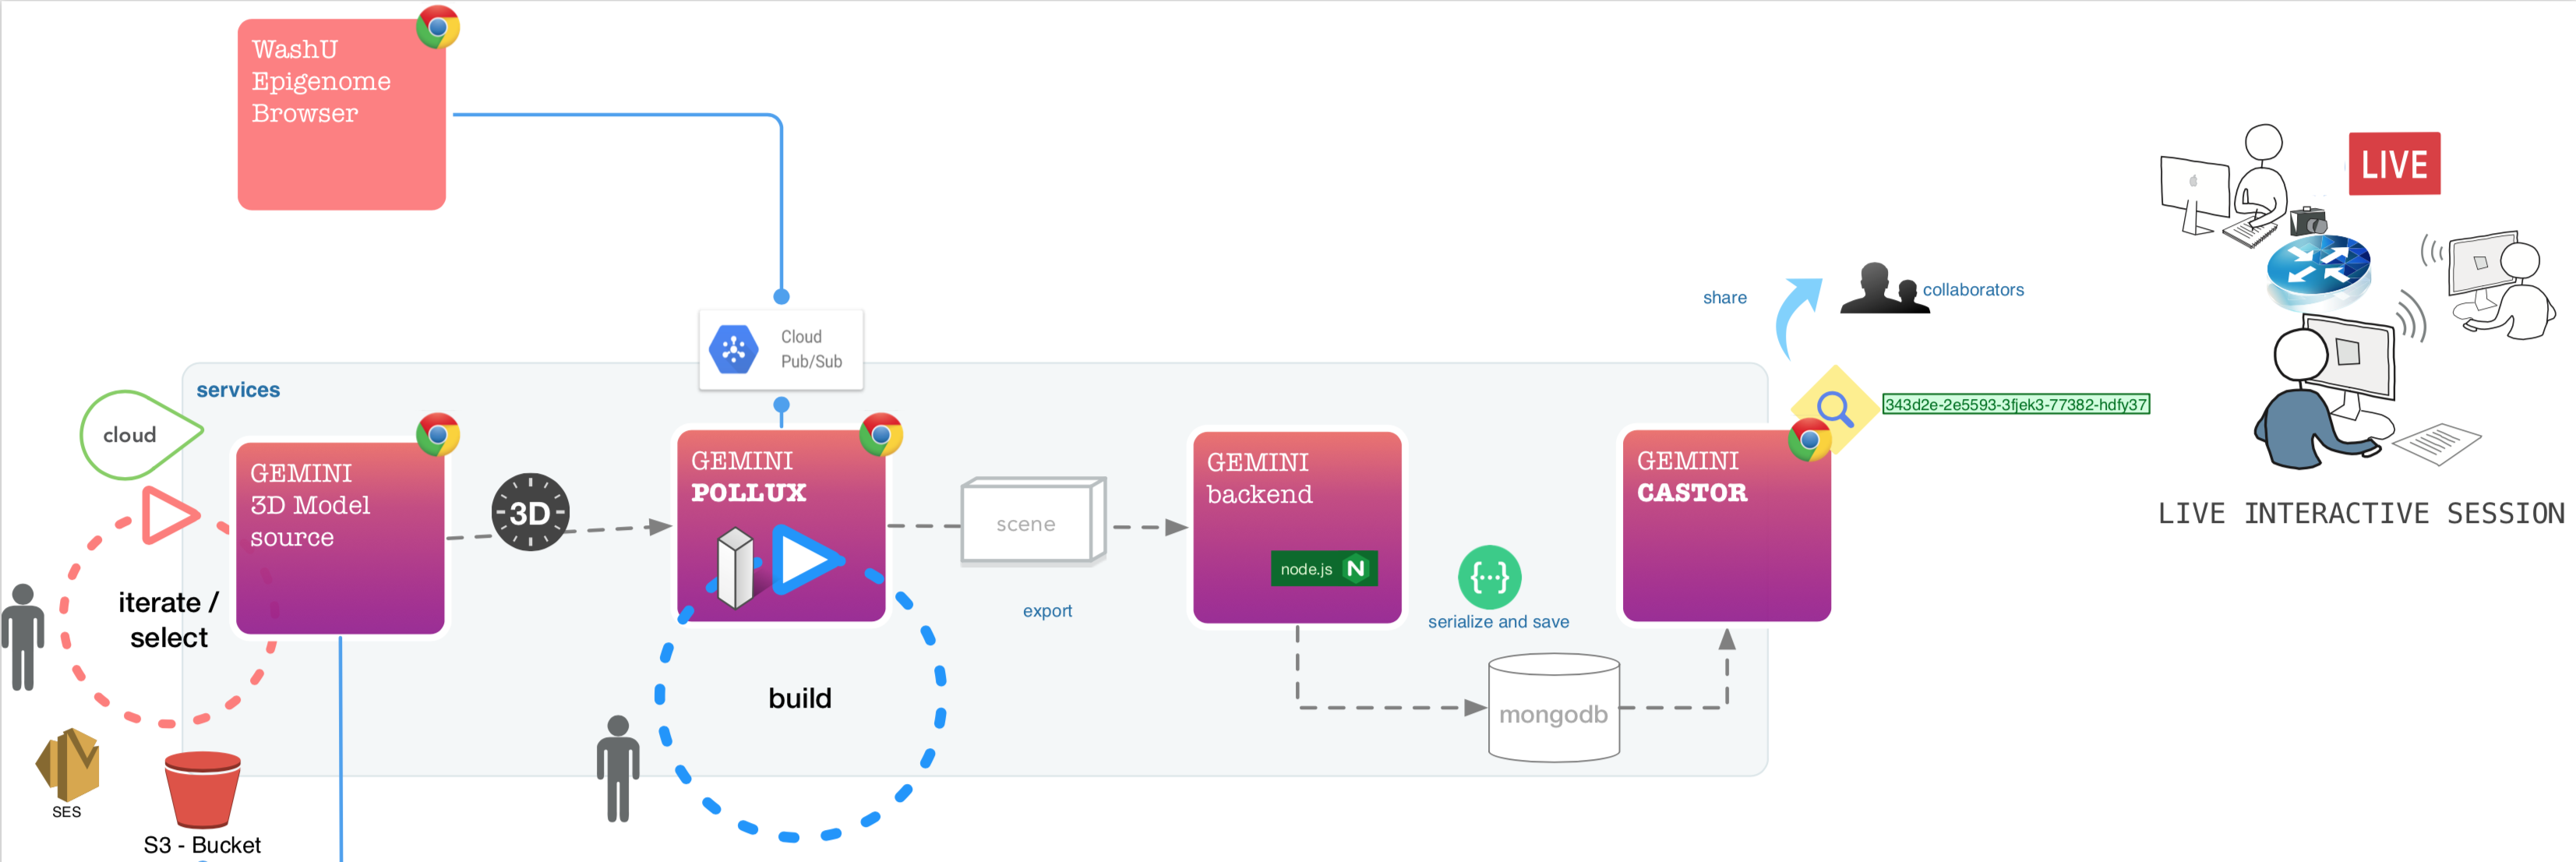 WashU
Epigenome
Browser
Cloud
Pub/Sub
services
cloud
GEMINI
3D Model
source
3D
GEMINI
POLLUX
scene
export
GEMINI
backend
node.js N
{...}
serialize and save
mongodb
GEMINI
CASTOR
share
collaborators
343d2e-2e5593-3fjek3-77382-hdfy37
LIVE
LIVE INTERACTIVE SESSION
iterate /
select
build
SES
S3 - Bucket